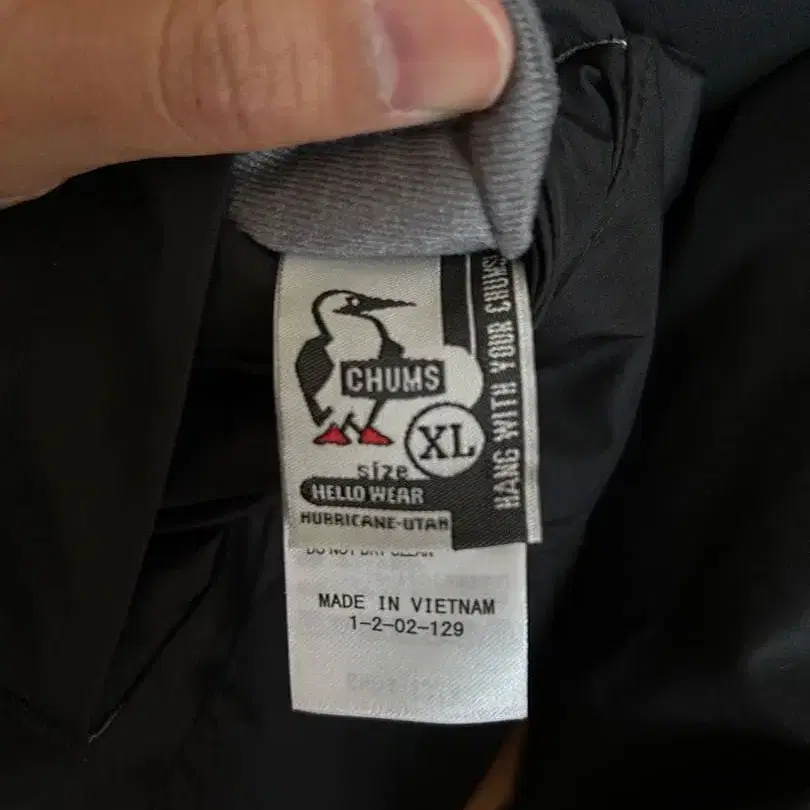 CHUMS
XL
size
HELLO WEAR
HURRICANE-UTAH
HANG WITH YOUR CHUMS!
DO NOT DRY CLEAN
MADE IN VIETNAM
1-2-02-129